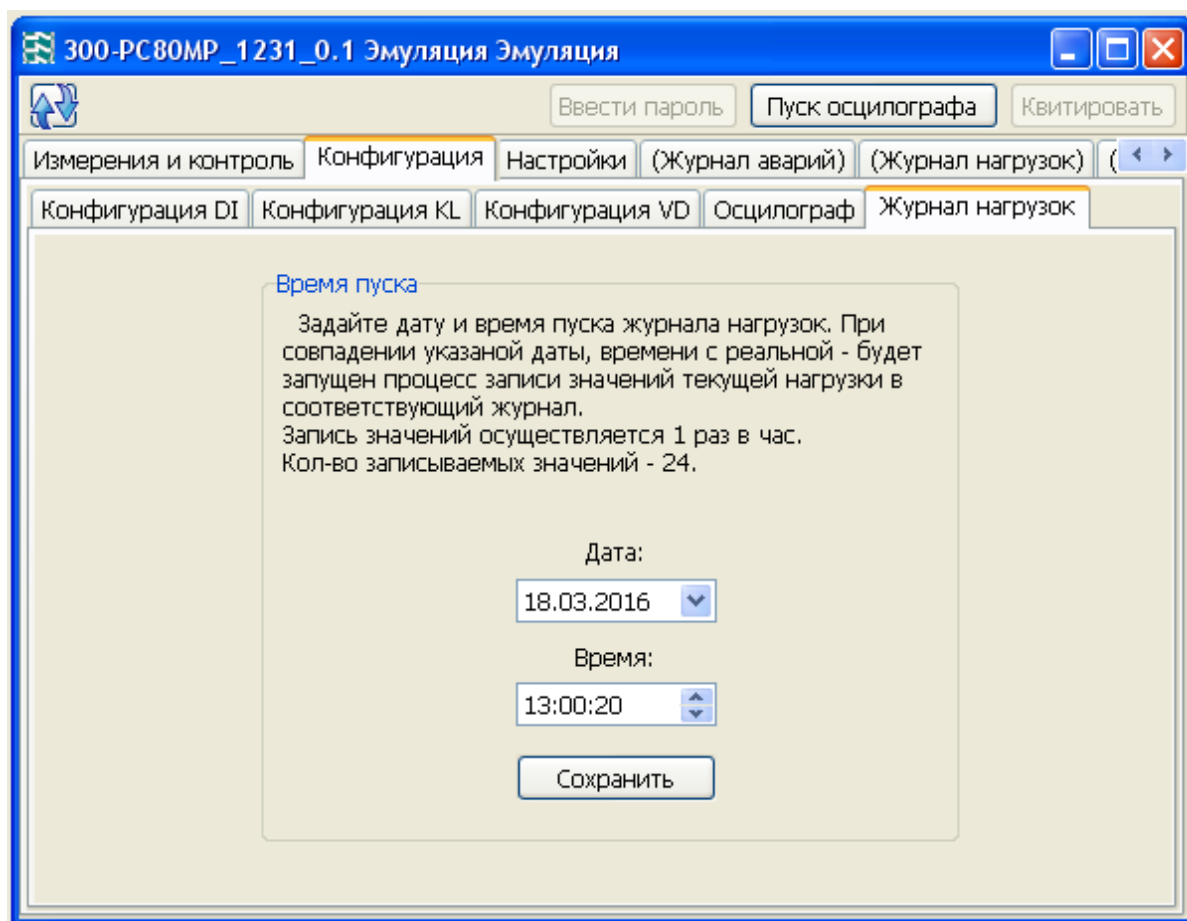 300-РС80МР_1231_0.1 Эмуляция Эмуляция
Ввести пароль Пуск осцилографа Квитировать
Измерения и контроль Конфигурация Настройки (Журнал аварий) (Журнал нагрузок) (
Конфигурация DI Конфигурация KL Конфигурация VD Осцилограф Журнал нагрузок
Время пуска
Задайте дату и время пуска журнала нагрузок. При
совпадении указаной даты, времени с реальной - будет
запущен процесс записи значений текущей нагрузки в
соответствующий журнал.
Запись значений осуществляется 1 раз в час.
Кол-во записываемых значений - 24.
Дата:
18.03.2016
Время:
13:00:20
Сохранить